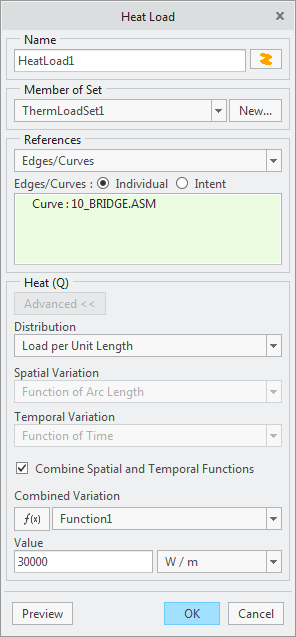 Heat Load
Name
HeatLoad1
Member of Set
ThermLoadSet1 New...
References
Edges/Curves
Edges/Curves : Individual Intent
Curve : 10_BRIDGE.ASM
Heat (Q)
Advanced <<
Distribution
Load per Unit Length
Spatial Variation
Function of Arc Length
Temporal Variation
Function of Time
Combine Spatial and Temporal Functions
Combined Variation
f(x) Function1
Value
30000 W / m
Preview OK Cancel